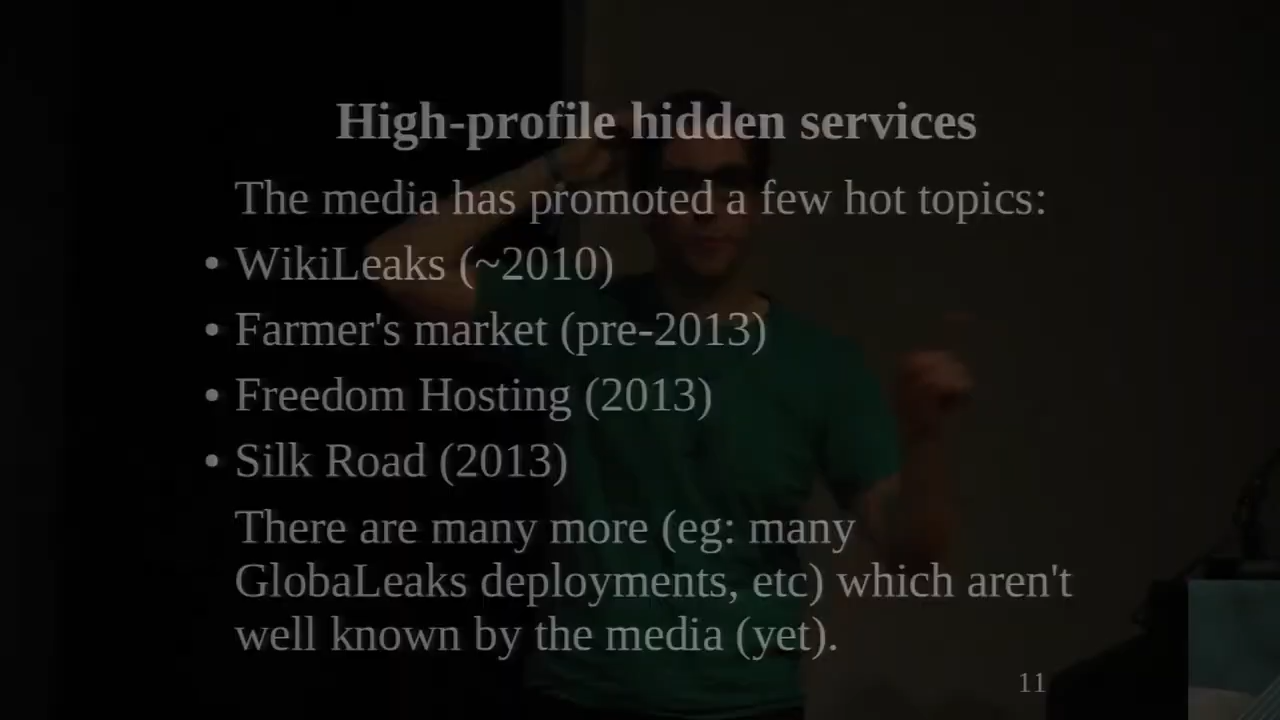 High-profile hidden services
The media has promoted a few hot topics:
• WikiLeaks (~2010)
• Farmer's market (pre-2013)
• Freedom Hosting (2013)
• Silk Road (2013)
There are many more (eg: many
GlobaLeaks deployments, etc) which aren't
well known by the media (yet).
11